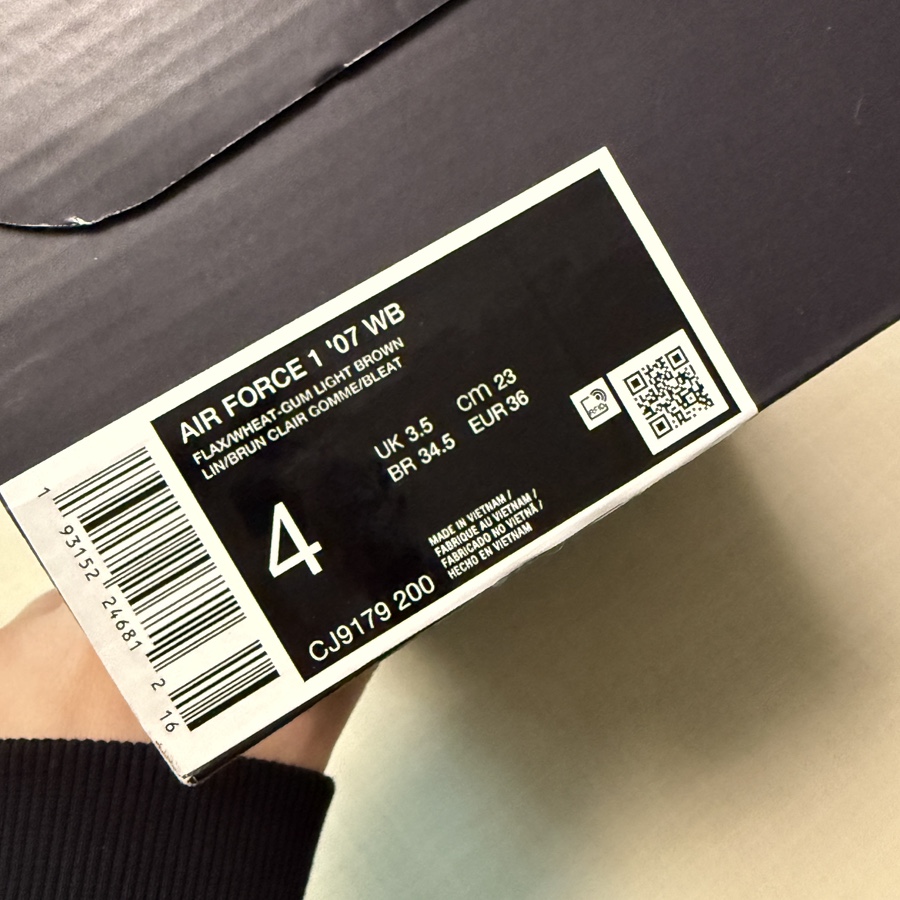 AIR FORCE 1 '07 WB
FLAX/WHEAT-GUM LIGHT BROWN
LIN/BRUN CLAIR GOMME/BLEAT
UK 3.5 cm 23
BR 34.5 EUR 36
RFID
4
MADE IN VIETNAM /
FABRIQUE AU VIETNAM /
FABRICADO NO VIETNÃ /
HECHO EN VIETNAM
CJ9179 200
1 93152 24681 2 16